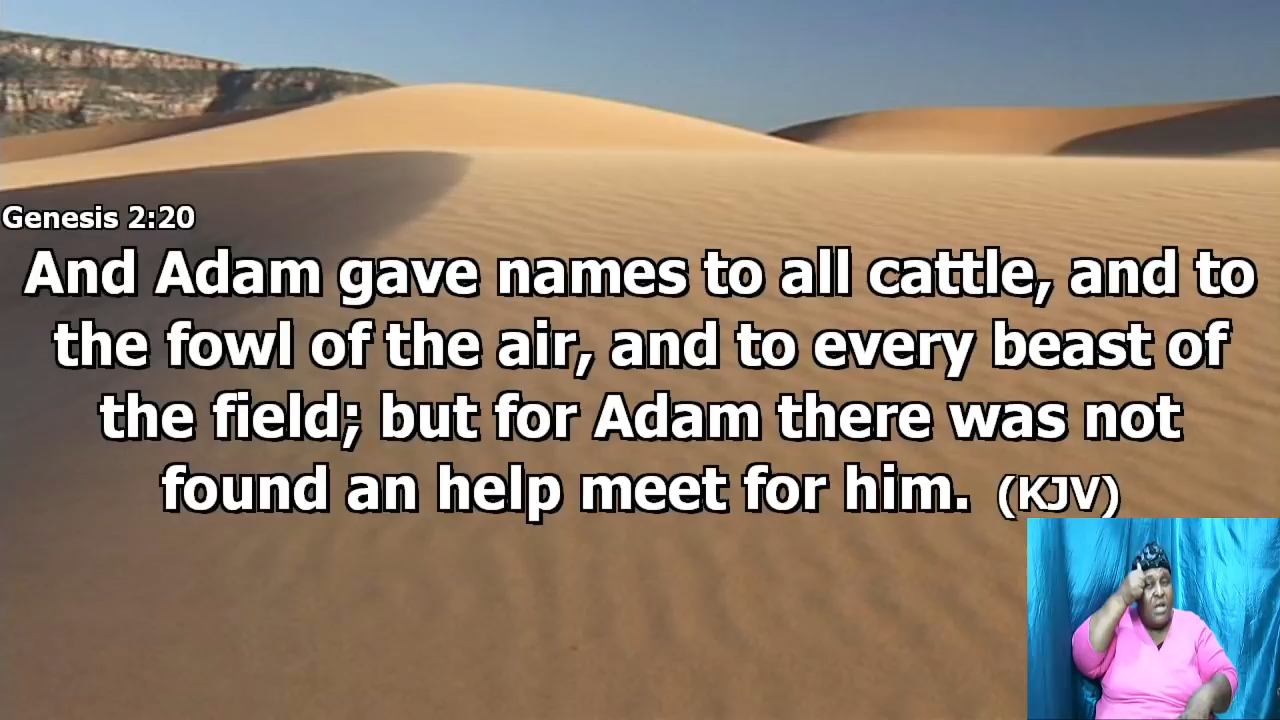 Genesis 2:20
And Adam gave names to all cattle, and to
the fowl of the air, and to every beast of
the field; but for Adam there was not
found an help meet for him. (KJV)